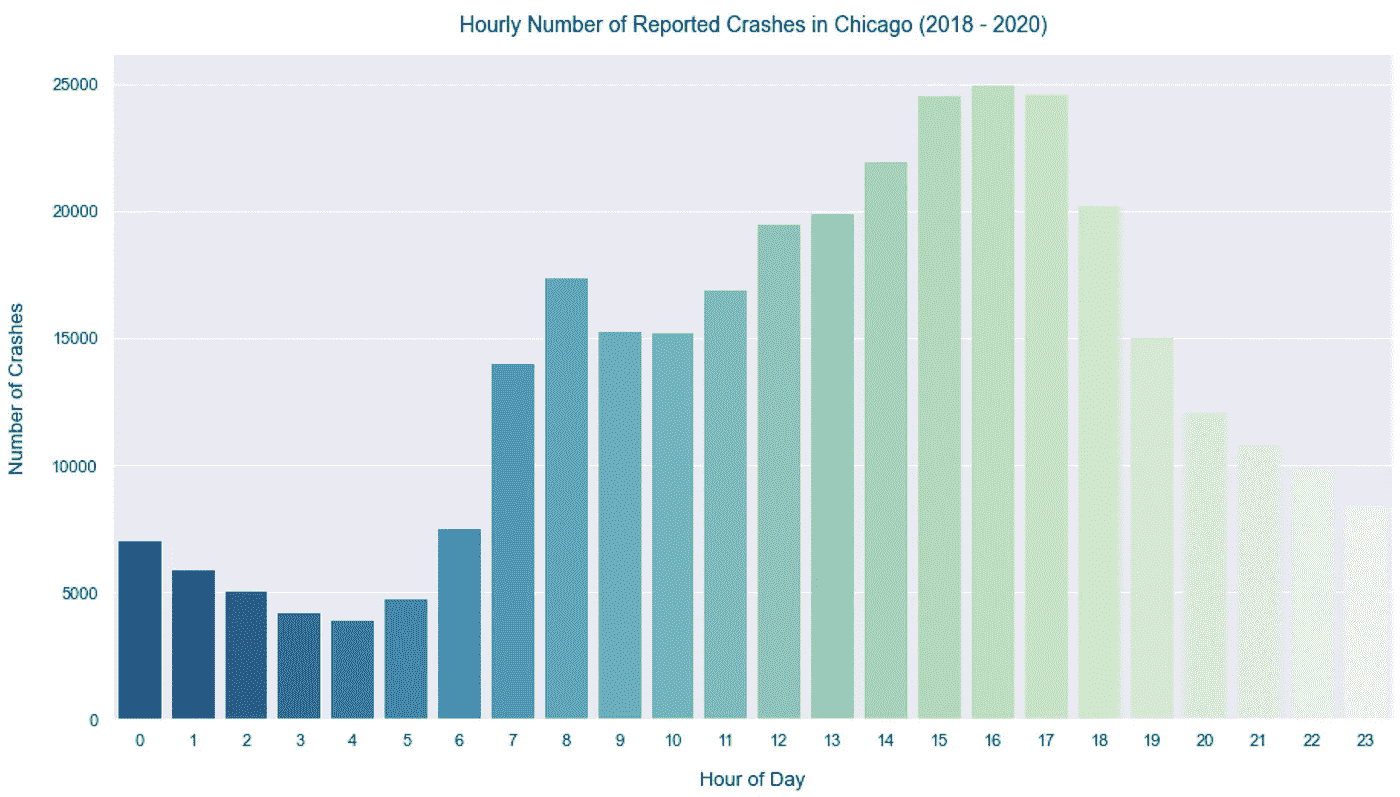 Hourly Number of Reported Crashes in Chicago (2018 - 2020)
Number of Crashes
25000
20000
15000
10000
5000
0
0 1 2 3 4 5 6 7 8 9 10 11 12 13 14 15 16 17 18 19 20 21 22 23
Hour of Day